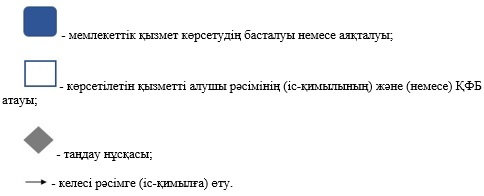 - мемлекеттік қызмет көрсетудің басталуы немесе аяқталуы;
- көрсетілетін қызметті алушы рәсімінің (іс-қимылының) және (немесе) ҚФБ
атауы;
- таңдау нұсқасы;
- келесі рәсімге (іс-қимылға) өту.